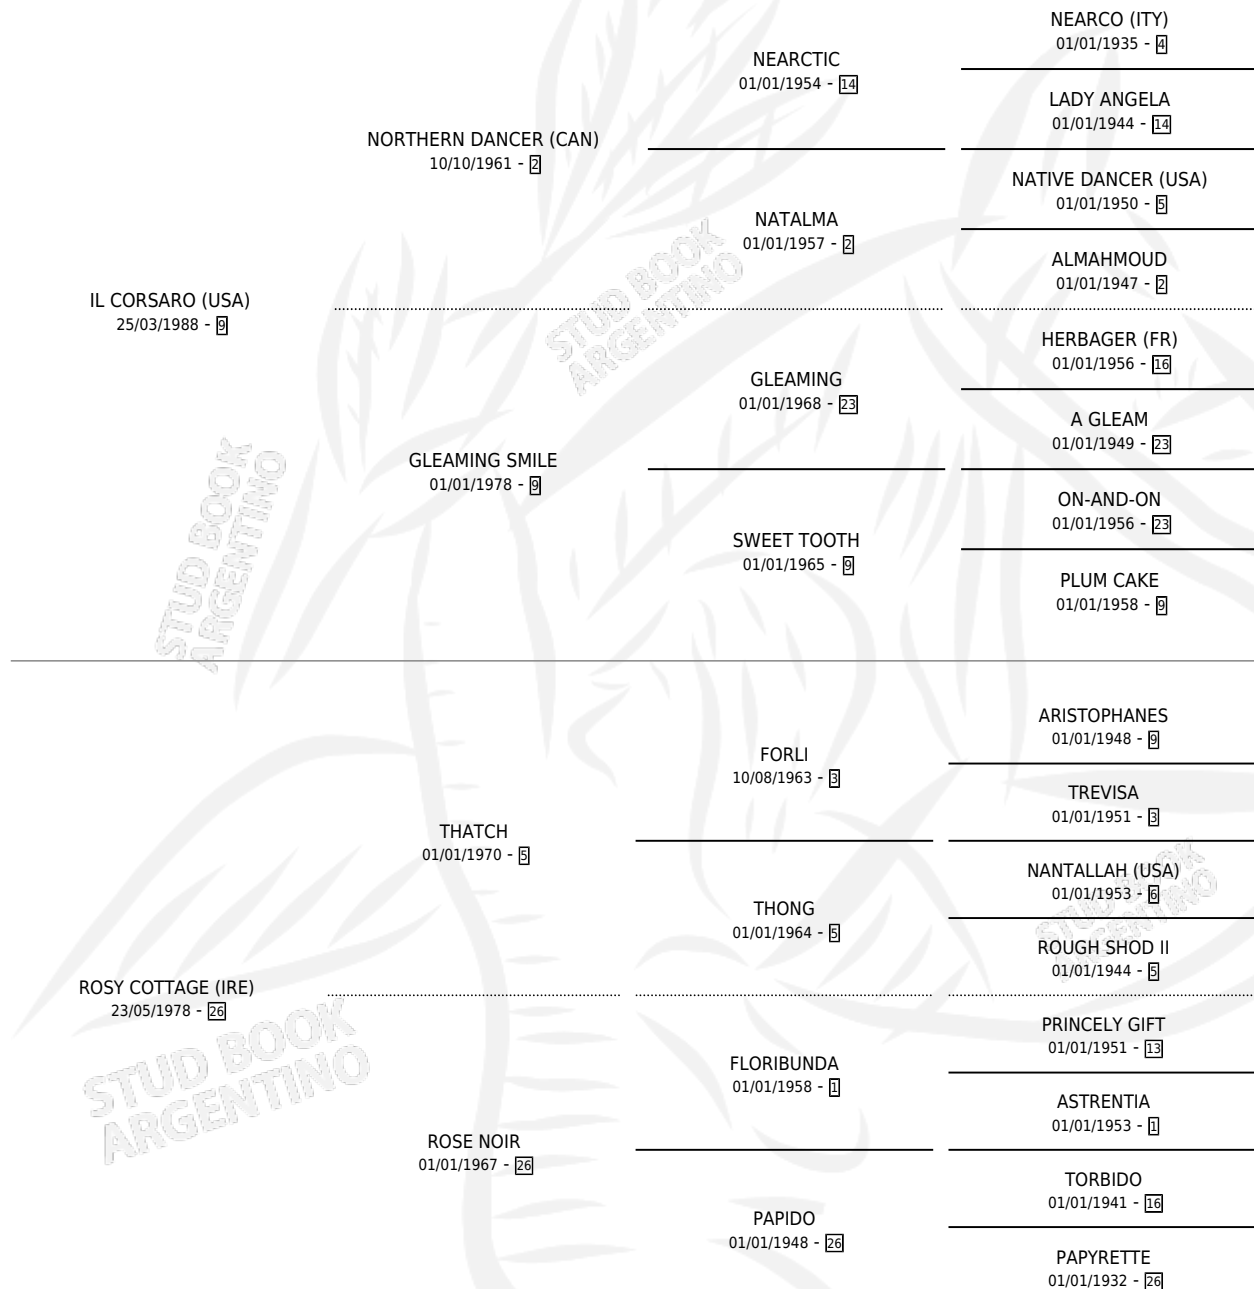 NEARCO (ITY)
01/01/1935 - 4
NEARCTIC
01/01/1954 - 14
LADY ANGELA
01/01/1944 - 14
NORTHERN DANCER (CAN)
10/10/1961 - 2
NATIVE DANCER (USA)
01/01/1950 - 5
NATALMA
01/01/1957 - 2
ALMAHMOUD
01/01/1947 - 2
IL CORSARO (USA)
25/03/1988 - 9
STUD BOOK
ARGENTINO
HERBAGER (FR)
01/01/1956 - 16
GLEAMING
01/01/1968 - 23
A GLEAM
01/01/1949 - 23
GLEAMING SMILE
01/01/1978 - 9
ON-AND-ON
01/01/1956 - 23
SWEET TOOTH
01/01/1965 - 9
PLUM CAKE
01/01/1958 - 9
STUD BOOK
ARGENTINO
ARISTOPHANES
01/01/1948 - 9
FORLI
10/08/1963 - 3
TREVISA
01/01/1951 - 3
THATCH
01/01/1970 - 5
NANTALLAH (USA)
01/01/1953 - 6
THONG
01/01/1964 - 5
ROUGH SHOD II
01/01/1944 - 5
STUD BOOK
ARGENTINO
ROSY COTTAGE (IRE)
23/05/1978 - 26
PRINCELY GIFT
01/01/1951 - 13
FLORIBUNDA
01/01/1958 - 1
ASTRENTIA
01/01/1953 - 1
STUD BOOK
ARGENTINO
ROSE NOIR
01/01/1967 - 26
TORBIDO
01/01/1941 - 16
PAPIDO
01/01/1948 - 26
PAPYRETTE
01/01/1932 - 26